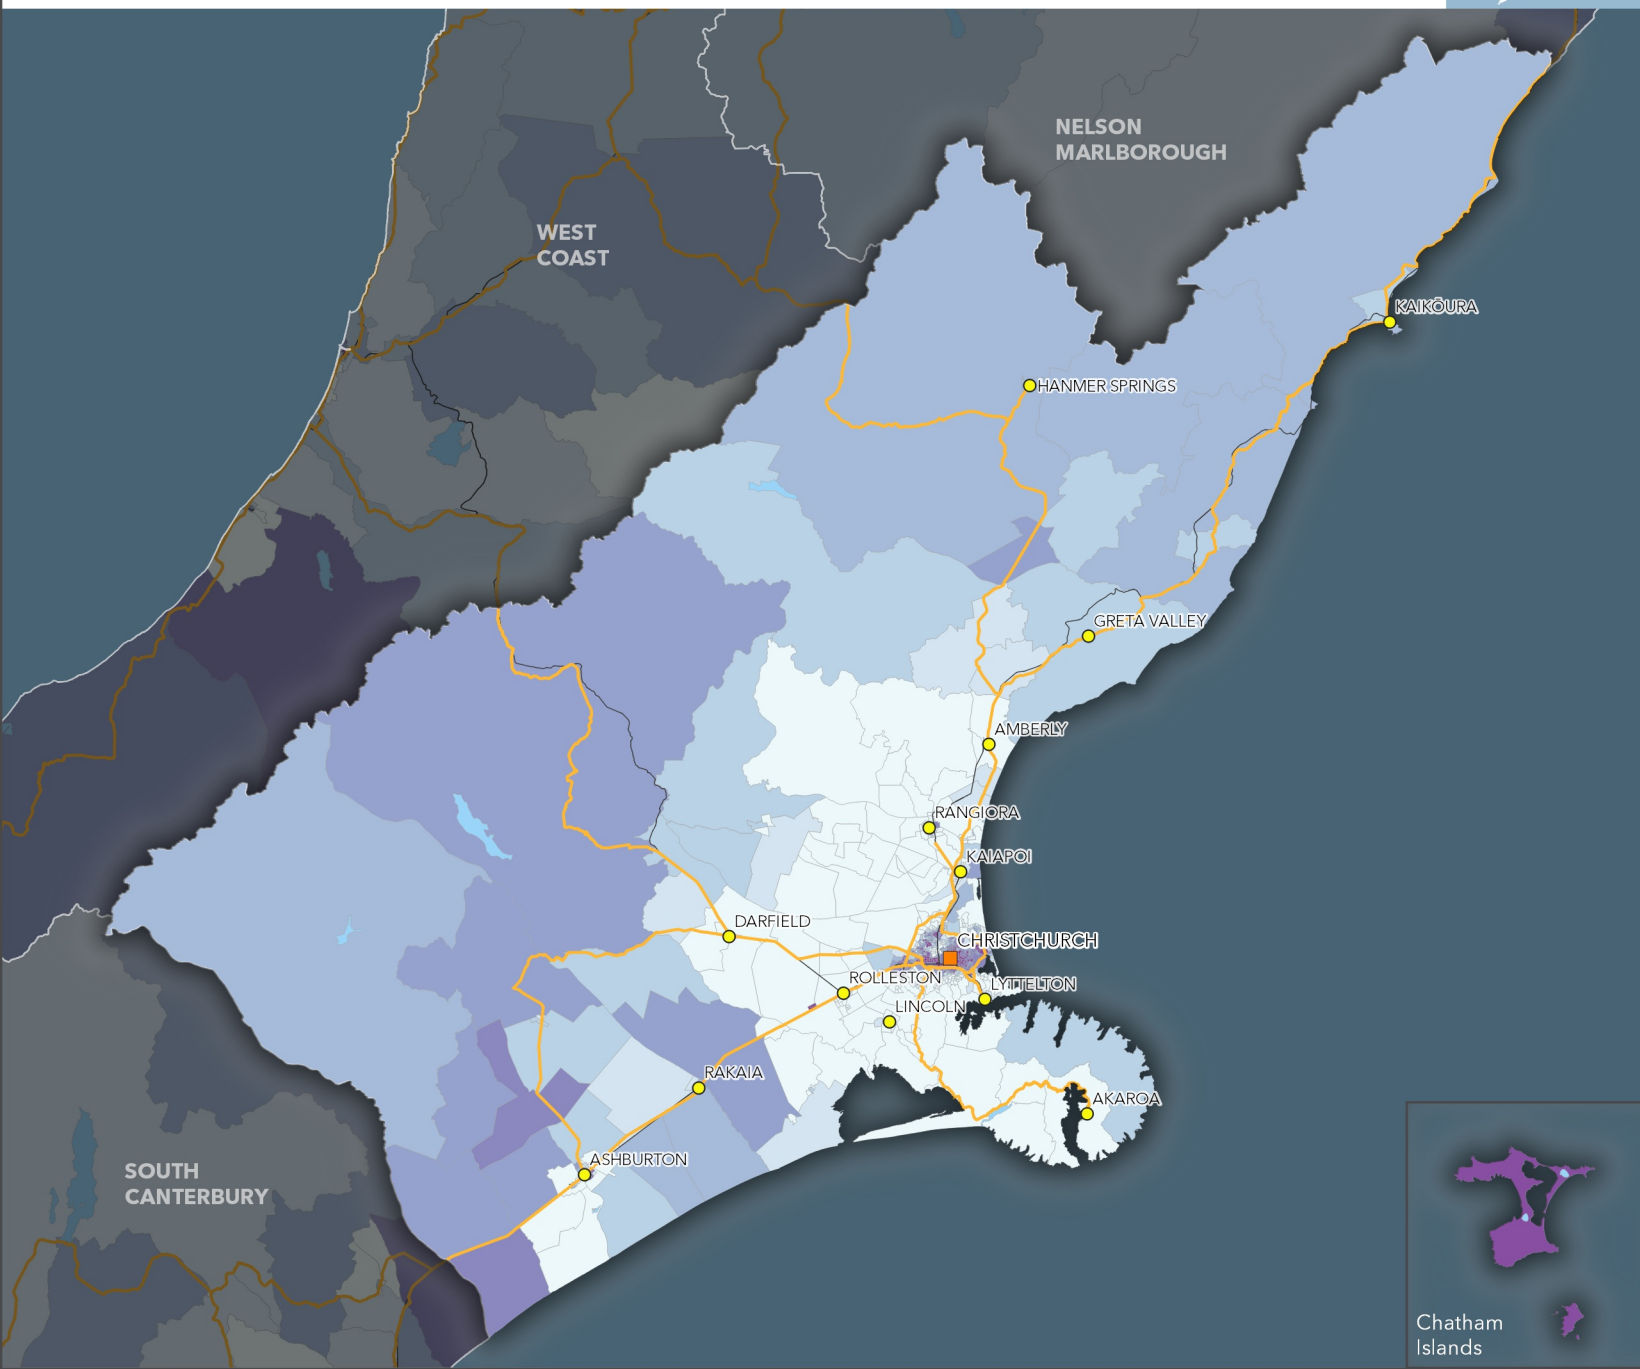 NELSON
MARLBOROUGH
WEST
COAST
KAIKŌURA
HANMER SPRINGS
GRETA VALLEY
AMBERLY
RANGIORA
KAIAPOI
DARFIELD
CHRISTCHURCH
ROLLESTON
LYTTELTON
LINCOLN
RAKAIA
AKAROA
ASHBURTON
SOUTH
CANTERBURY
Chatham
Islands